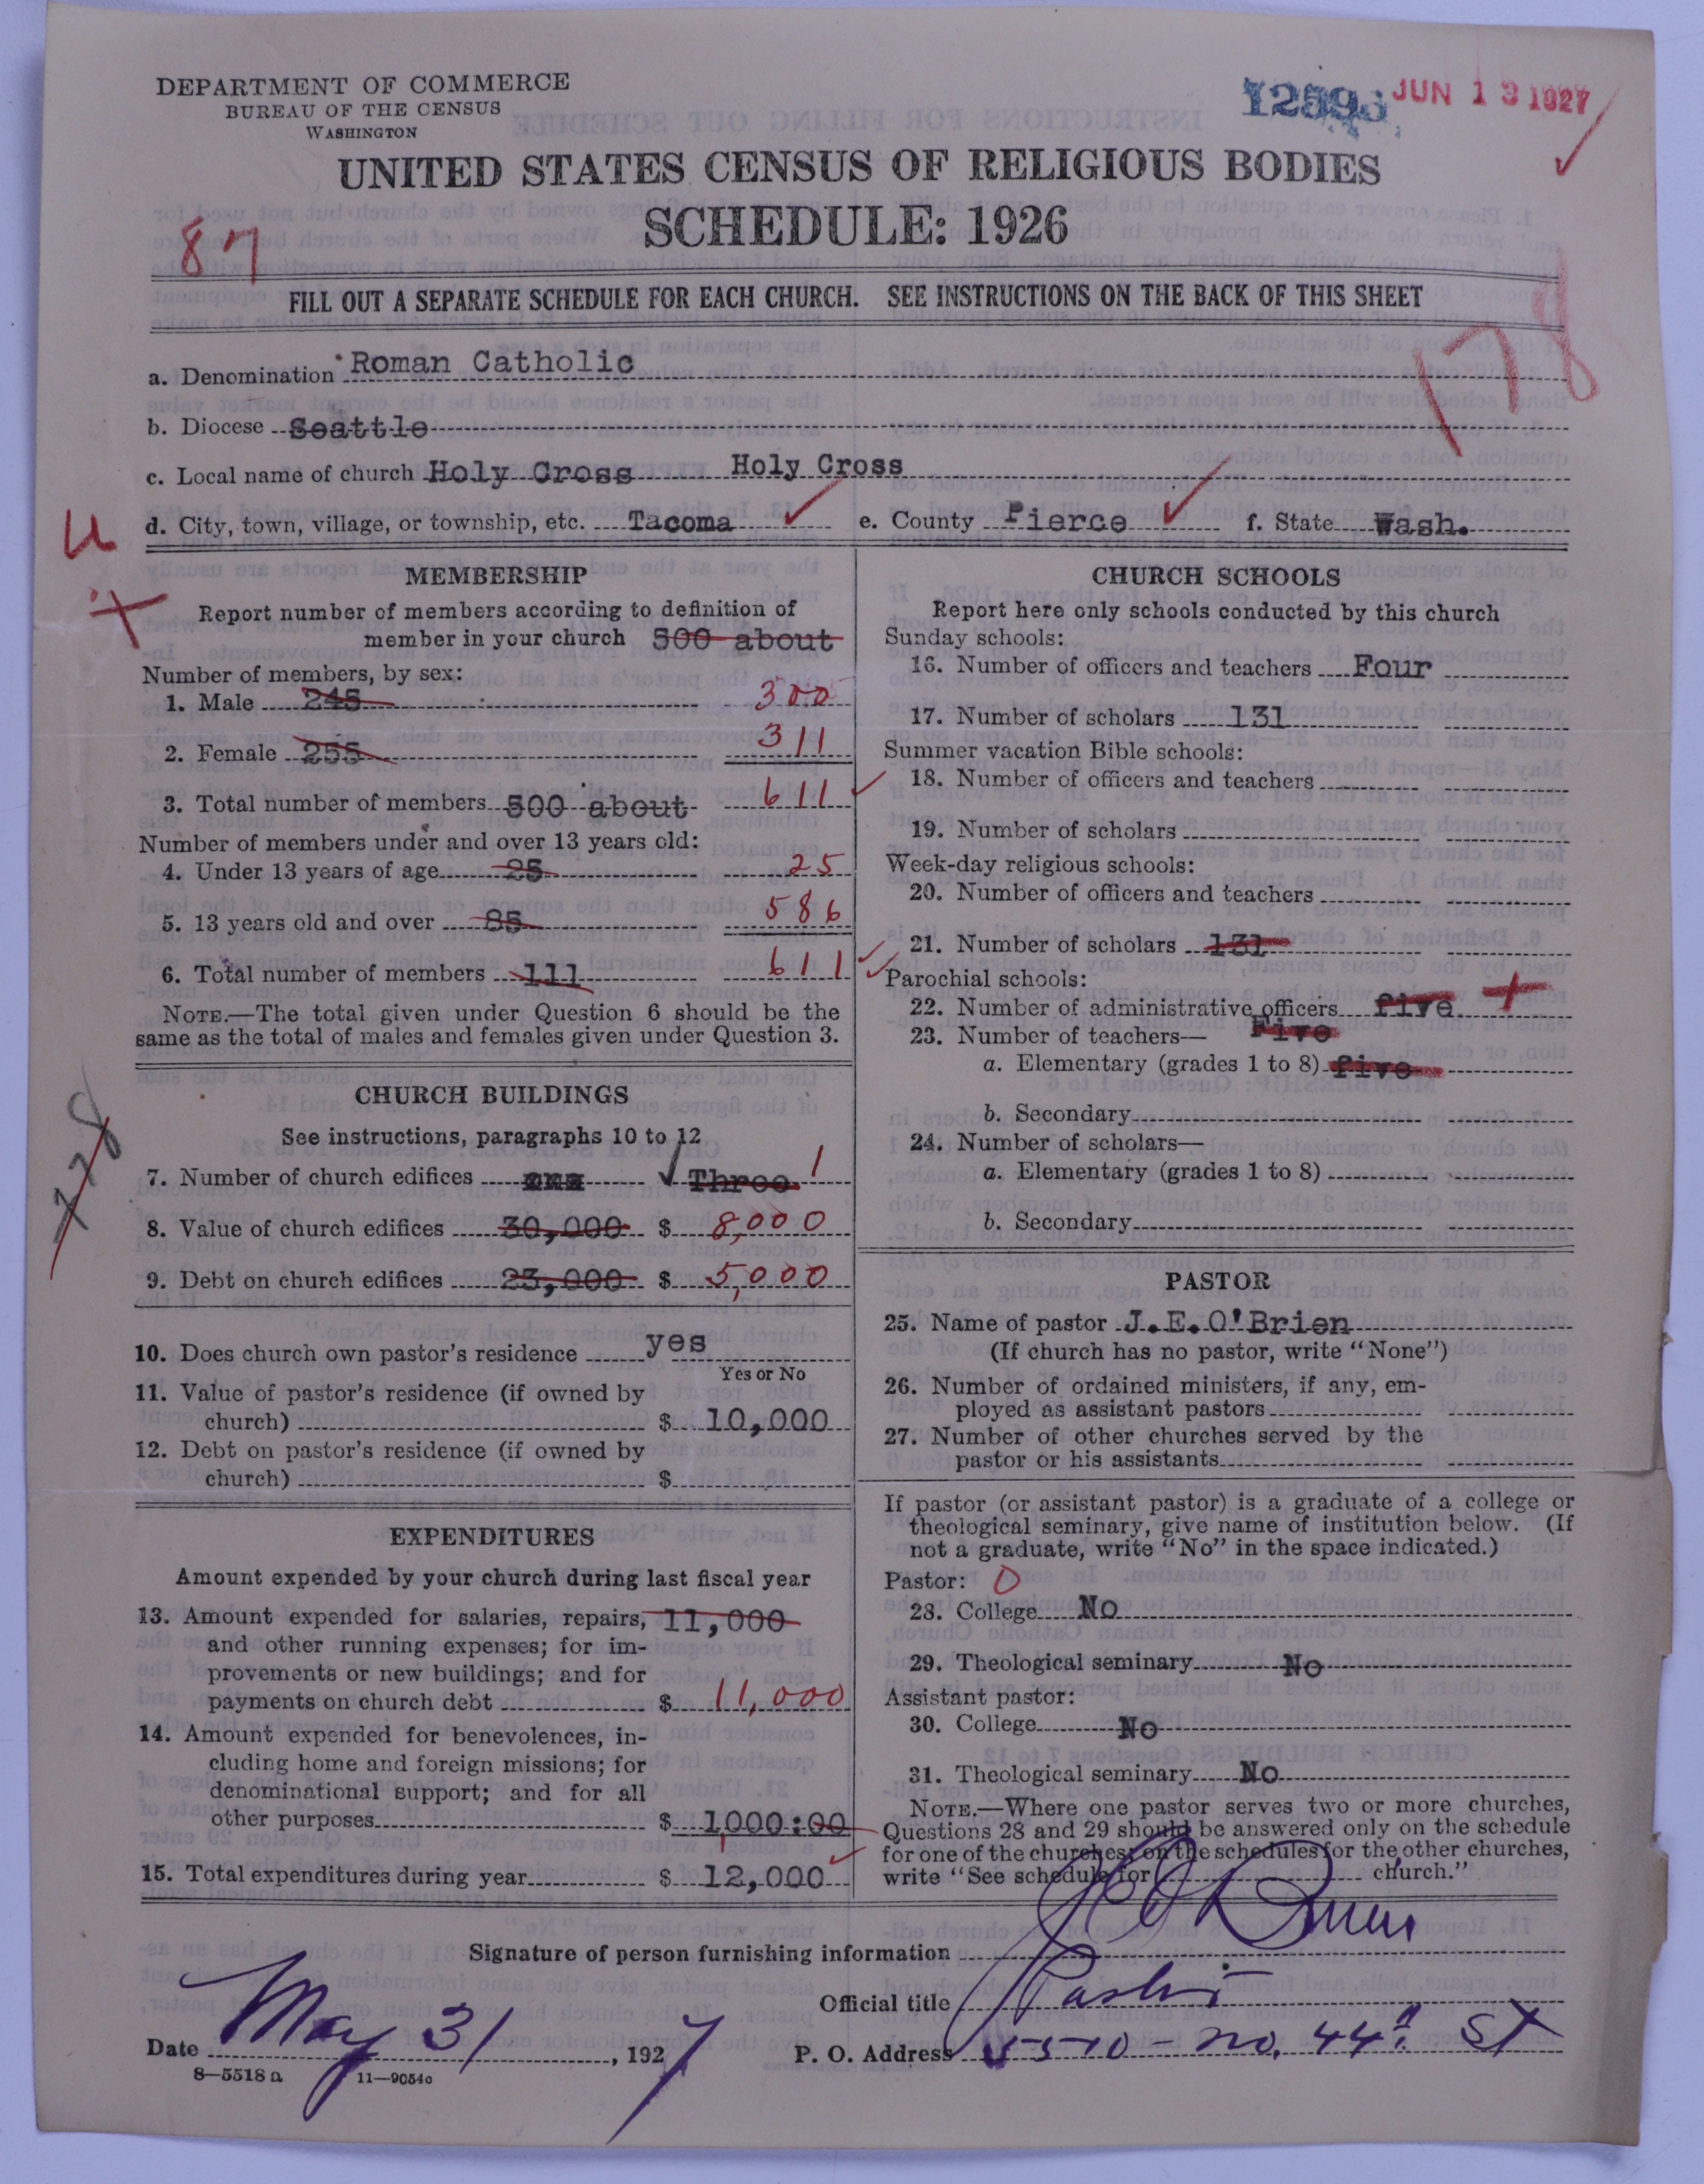 DEPARTMENT OF COMMERCE
BUREAU OF THE CENSUS
WASHINGTON
JUN 13 1927
UNITED STATES CENSUS OF RELIGIOUS BODIES
SCHEDULE: 1926
87
178
FILL OUT A SEPARATE SCHEDULE FOR EACH CHURCH. SEE INSTRUCTIONS ON THE BACK OF THIS SHEET
a. Denomination Roman Catholic
b. Diocese Seattle
c. Local name of church Holy Cross Holy Cross
d. City, town, village, or township, etc. Tacoma e. County Pierce f. State Wash.
MEMBERSHIP
Report number of members according to definition of
member in your church 500 about
Number of members, by sex:
1. Male 245 300
2. Female 255 311
3. Total number of members 500 about 611
Number of members under and over 13 years old:
4. Under 13 years of age 25 25
5. 13 years old and over 85 586
6. Total number of members 111 611
NOTE.—The total given under Question 6 should be the
same as the total of males and females given under Question 3.
CHURCH BUILDINGS
See instructions, paragraphs 10 to 12
7. Number of church edifices Three 1
8. Value of church edifices 30,000 $ 8,000
9. Debt on church edifices 23,000 $ 5,000
10. Does church own pastor's residence yes
Yes or No
11. Value of pastor's residence (if owned by
church) $ 10,000
12. Debt on pastor's residence (if owned by
church) $
EXPENDITURES
Amount expended by your church during last fiscal year
13. Amount expended for salaries, repairs, 11,000
and other running expenses; for im-
provements or new buildings; and for
payments on church debt $ 11,000
14. Amount expended for benevolences, in-
cluding home and foreign missions; for
denominational support; and for all
other purposes $ 1,000:00
15. Total expenditures during year $ 12,000
CHURCH SCHOOLS
Report here only schools conducted by this church
Sunday schools:
16. Number of officers and teachers Four
17. Number of scholars 131
Summer vacation Bible schools:
18. Number of officers and teachers
19. Number of scholars
Week-day religious schools:
20. Number of officers and teachers
21. Number of scholars 131
Parochial schools:
22. Number of administrative officers five
23. Number of teachers— Five
a. Elementary (grades 1 to 8) five
b. Secondary
24. Number of scholars—
a. Elementary (grades 1 to 8)
b. Secondary
PASTOR
25. Name of pastor J.E.O'Brien
(If church has no pastor, write "None")
26. Number of ordained ministers, if any, em-
ployed as assistant pastors
27. Number of other churches served by the
pastor or his assistants
If pastor (or assistant pastor) is a graduate of a college or
theological seminary, give name of institution below. (If
not a graduate, write "No" in the space indicated.)
Pastor: 0
28. College No
29. Theological seminary No
Assistant pastor:
30. College No
31. Theological seminary No
NOTE.—Where one pastor serves two or more churches,
Questions 28 and 29 should be answered only on the schedule
for one of the churches; on the schedules for the other churches,
write "See schedule for church."
Signature of person furnishing information
Official title Pastor
Date May 31, 1927 P. O. Address 5510 - no. 44th St
8—5518 a 11—9054o